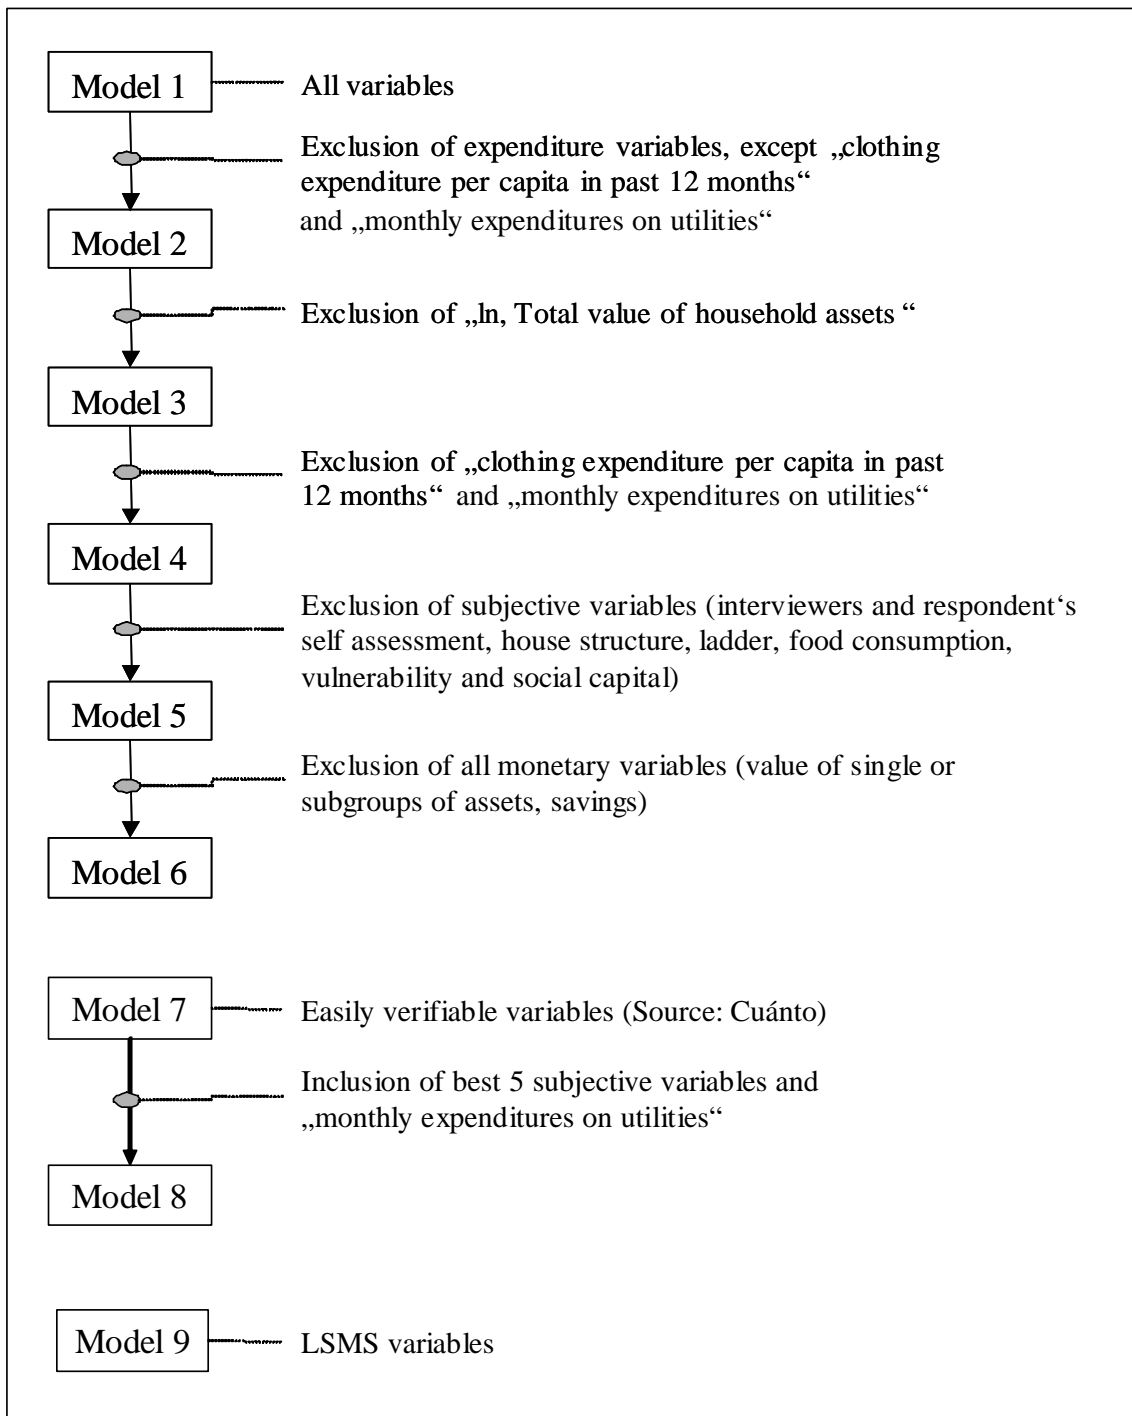 Model 1
All variables
Exclusion of expenditure variables, except „clothing
expenditure per capita in past 12 months“
and „monthly expenditures on utilities“
Model 2
Exclusion of „ln, Total value of household assets “
Model 3
Exclusion of „clothing expenditure per capita in past
12 months“ and „monthly expenditures on utilities“
Model 4
Exclusion of subjective variables (interviewers and respondent‘s
self assessment, house structure, ladder, food consumption,
vulnerability and social capital)
Model 5
Exclusion of all monetary variables (value of single or
subgroups of assets, savings)
Model 6
Model 7
Easily verifiable variables (Source: Cuánto)
Inclusion of best 5 subjective variables and
„monthly expenditures on utilities“
Model 8
Model 9
LSMS variables